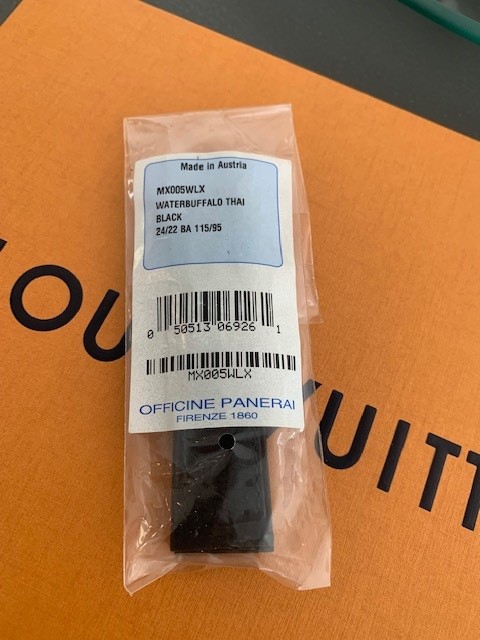 Made in Austria
MX005WLX
WATERBUFFALO THAI
BLACK
24/22 BA 115/95
0 50513 06926 1
MX005WLX
OFFICINE PANERAI
FIRENZE 1860
OU
UITT